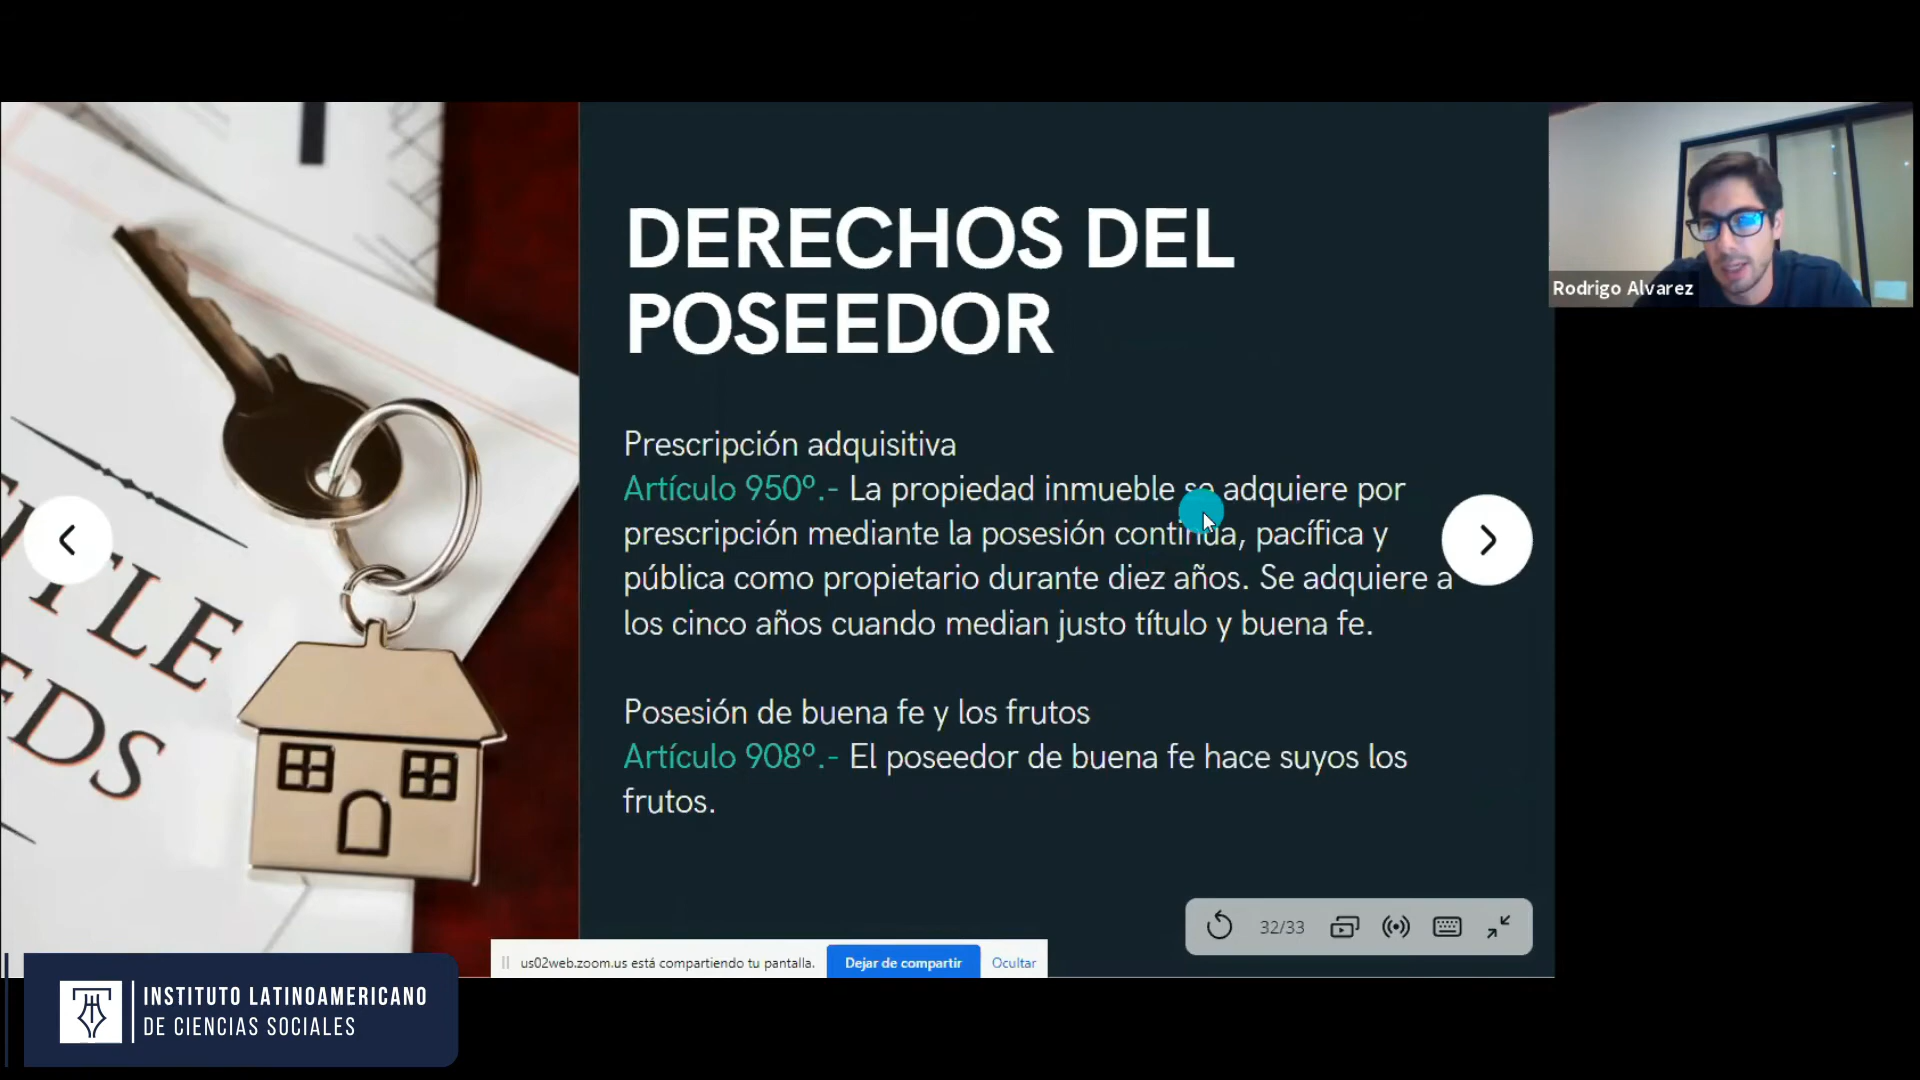 DERECHOS DEL
POSEEDOR
Prescripción adquisitiva
Artículo 950º.- La propiedad inmueble se adquiere por
prescripción mediante la posesión continua, pacífica y
pública como propietario durante diez años. Se adquiere a
los cinco años cuando median justo título y buena fe.
Posesión de buena fe y los frutos
Artículo 908º.- El poseedor de buena fe hace suyos los
frutos.
Rodrigo Alvarez
32/33
us02web.zoom.us está compartiendo tu pantalla.
Dejar de compartir
Ocultar
INSTITUTO LATINOAMERICANO
DE CIENCIAS SOCIALES